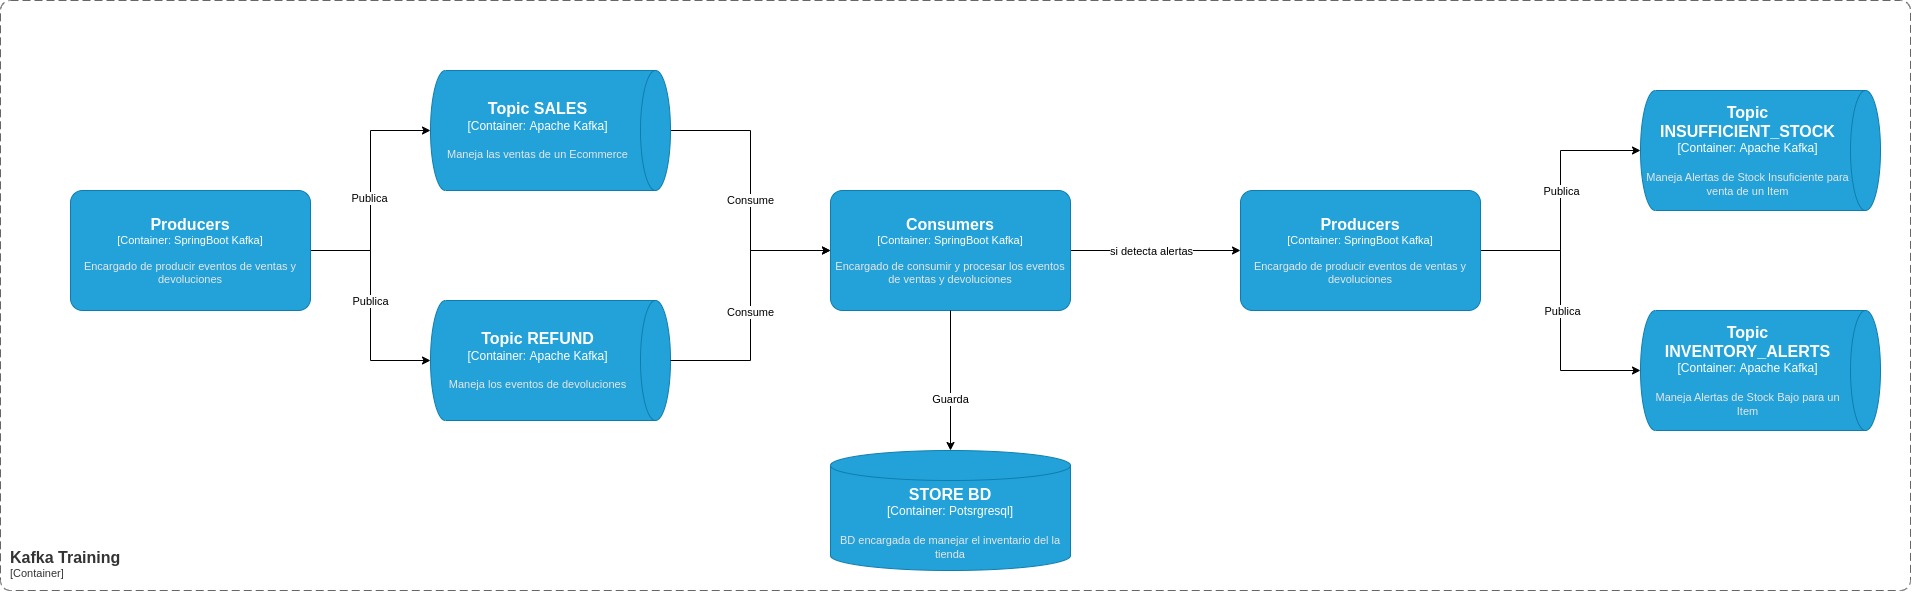 Topic SALES
[Container: Apache Kafka]
Maneja las ventas de un Ecommerce
Topic
INSUFFICIENT_STOCK
[Container: Apache Kafka]
Maneja Alertas de Stock Insuficiente para
venta de un Item
Publica
Consume
Publica
Producers
[Container: SpringBoot Kafka]
Encargado de producir eventos de ventas y
devoluciones
Consumers
[Container: SpringBoot Kafka]
Encargado de consumir y procesar los eventos
de ventas y devoluciones
si detecta alertas
Producers
[Container: SpringBoot Kafka]
Encargado de producir eventos de ventas y
devoluciones
Publica
Consume
Publica
Topic REFUND
[Container: Apache Kafka]
Maneja los eventos de devoluciones
Topic
INVENTORY_ALERTS
[Container: Apache Kafka]
Maneja Alertas de Stock Bajo para un
Item
Guarda
STORE BD
[Container: Potsrgresql]
BD encargada de manejar el inventario del la
tienda
Kafka Training
[Container]